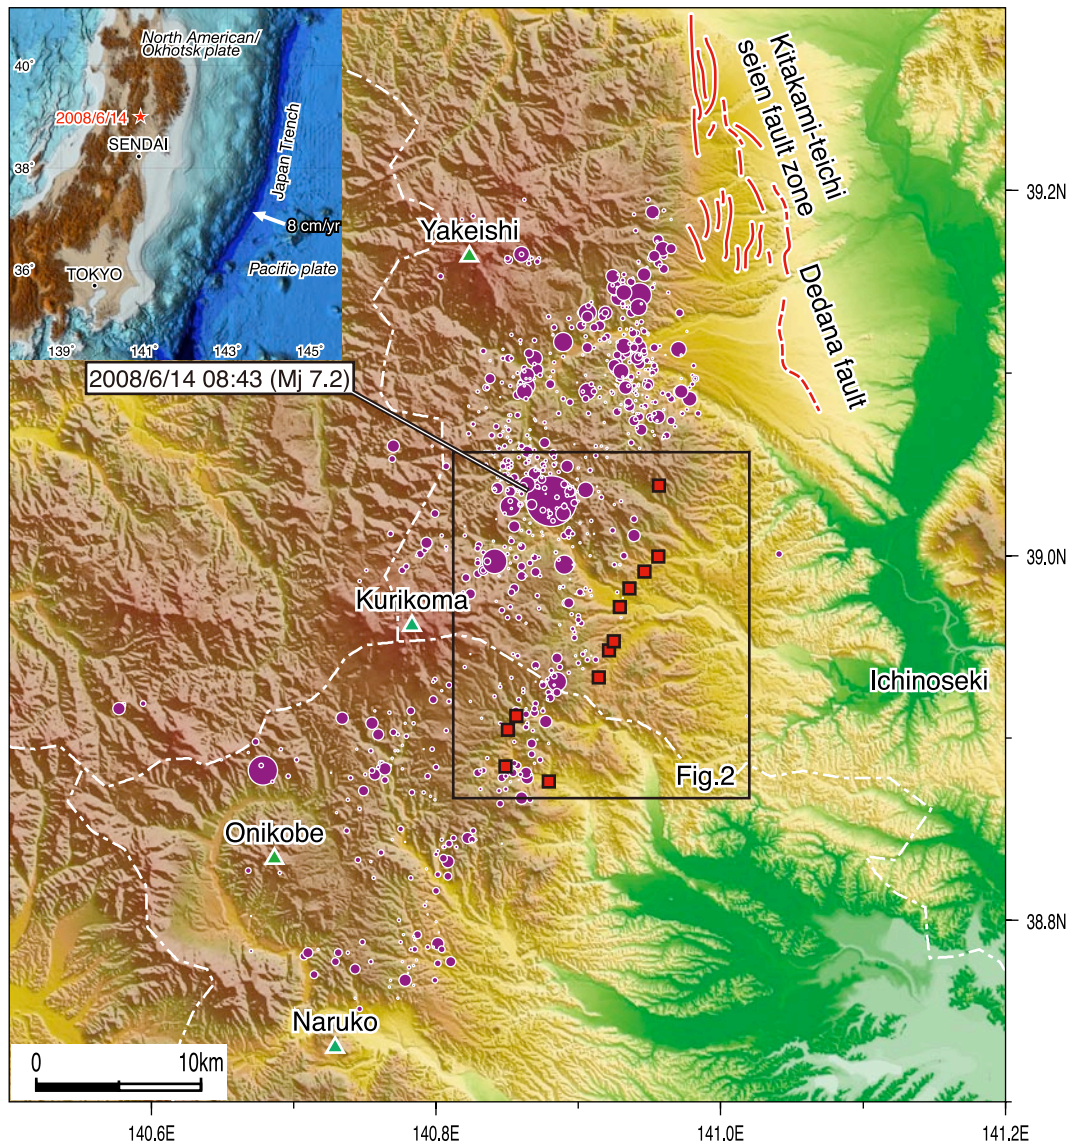 North American/
Okhotsk plate
40°
2008/6/14
SENDAI
Japan Trench
38°
8 cm/yr
Pacific plate
36°
TOKYO
139°
141°
143°
145°
Kitakami-teichi
seien fault zone
39.2N
Yakeishi
Dedana fault
2008/6/14 08:43 (Mj 7.2)
39.0N
Kurikoma
Ichinoseki
Fig.2
Onikobe
38.8N
Naruko
0
10km
140.6E
140.8E
141.0E
141.2E